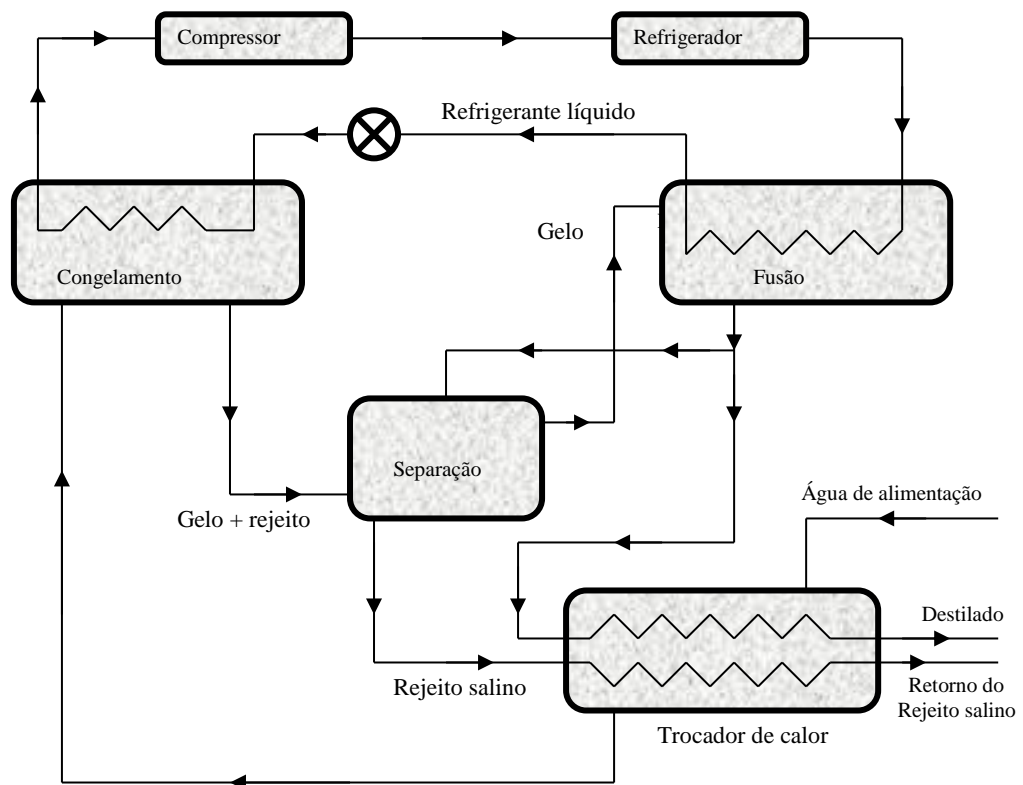 Compressor
Refrigerador
Refrigerante líquido
Gelo
Congelamento
Fusão
Separação
Água de alimentação
Gelo + rejeito
Destilado
Rejeito salino
Retorno do
Rejeito salino
Trocador de calor